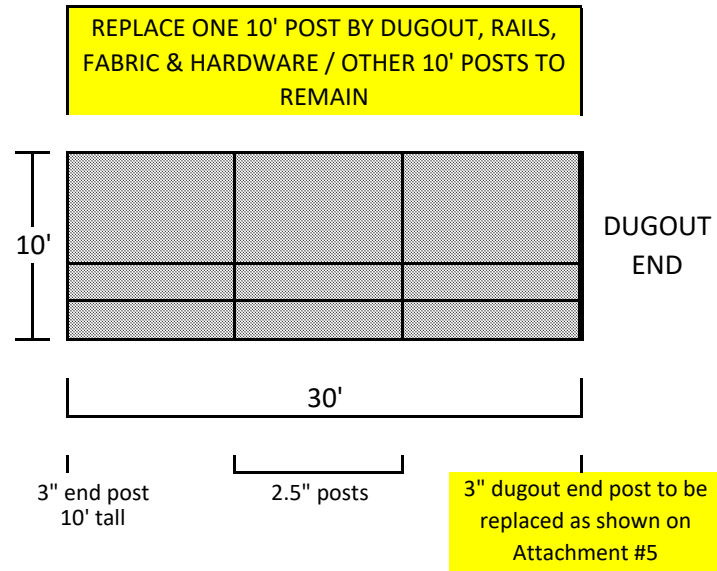 REPLACE ONE 10' POST BY DUGOUT, RAILS,
FABRIC & HARDWARE / OTHER 10' POSTS TO
REMAIN
10'
DUGOUT
END
30'
3" end post
10' tall
2.5" posts
3" dugout end post to be
replaced as shown on
Attachment #5